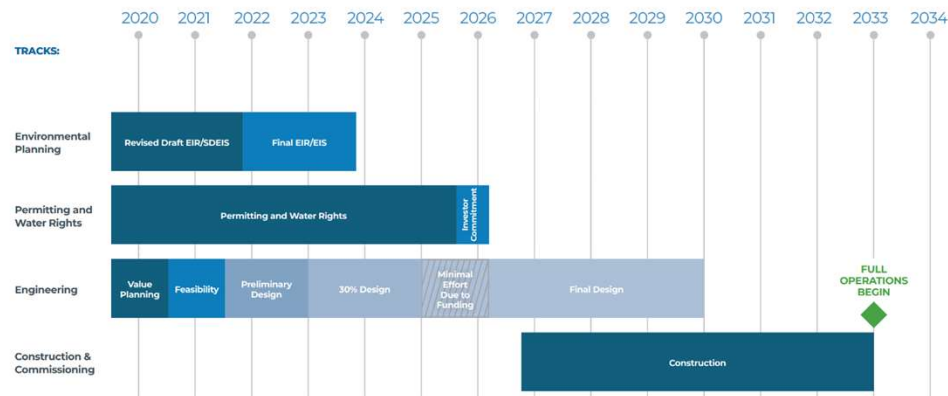 2020 2021 2022 2023 2024 2025 2026 2027 2028 2029 2030 2031 2032 2033 2034
TRACKS:
Environmental
Planning
Revised Draft EIR/SDEIS
Final EIR/EIS
Permitting and
Water Rights
Permitting and Water Rights
Investor
Commitment
Engineering
Value
Planning
Feasibility
Preliminary
Design
30% Design
Minimal
Effort
Due to
Funding
Final Design
FULL
OPERATIONS
BEGIN
Construction &
Commissioning
Construction